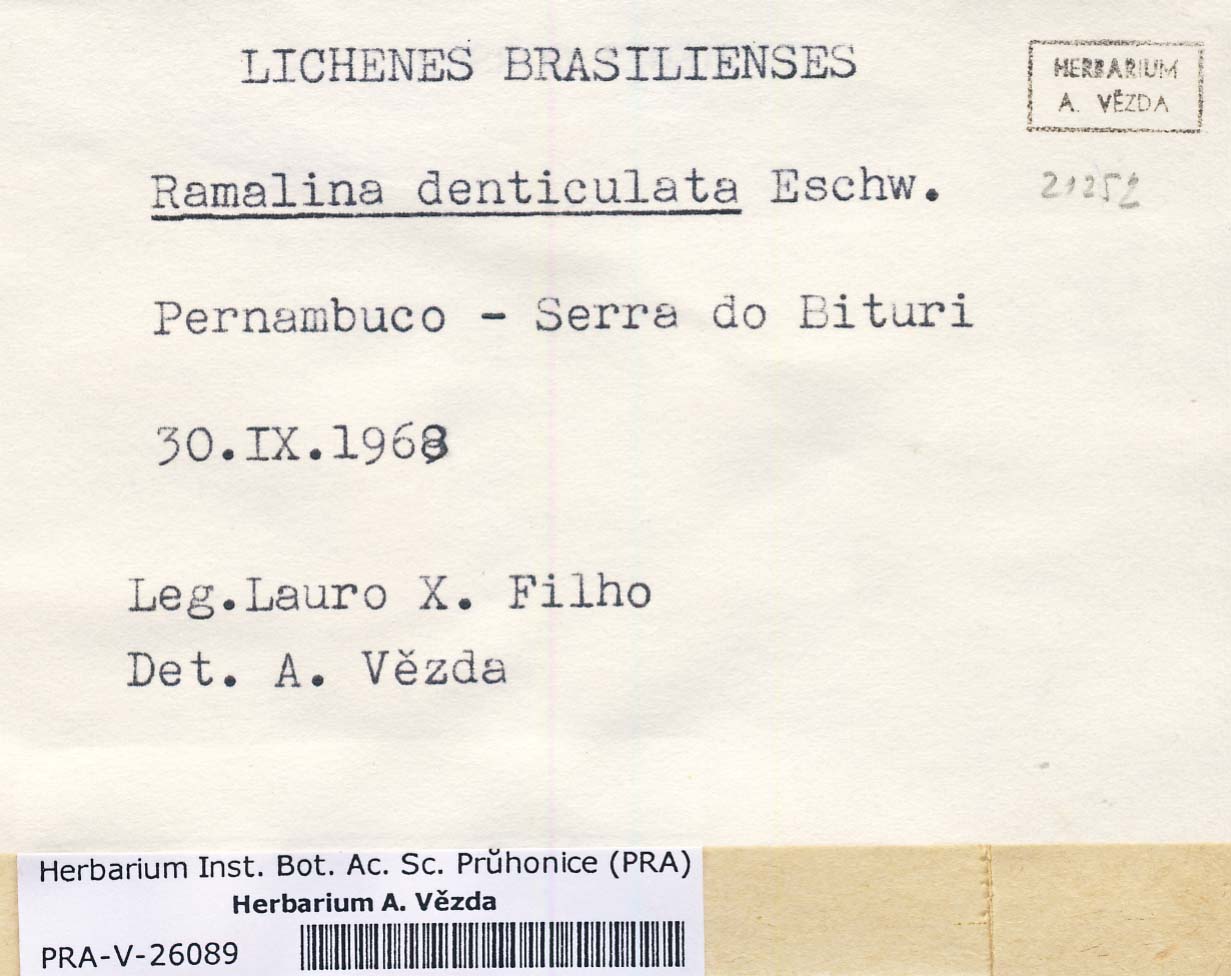 LICHENES BRASILIENSES
HERBARIUM
A. VĚZDA
Ramalina denticulata Eschw.
21252
Pernambuco - Serra do Bituri
30.IX.1968
Leg.Lauro X. Filho
Det. A. Vězda
Herbarium Inst. Bot. Ac. Sc. Průhonice (PRA)
Herbarium A. Vězda
PRA-V-26089